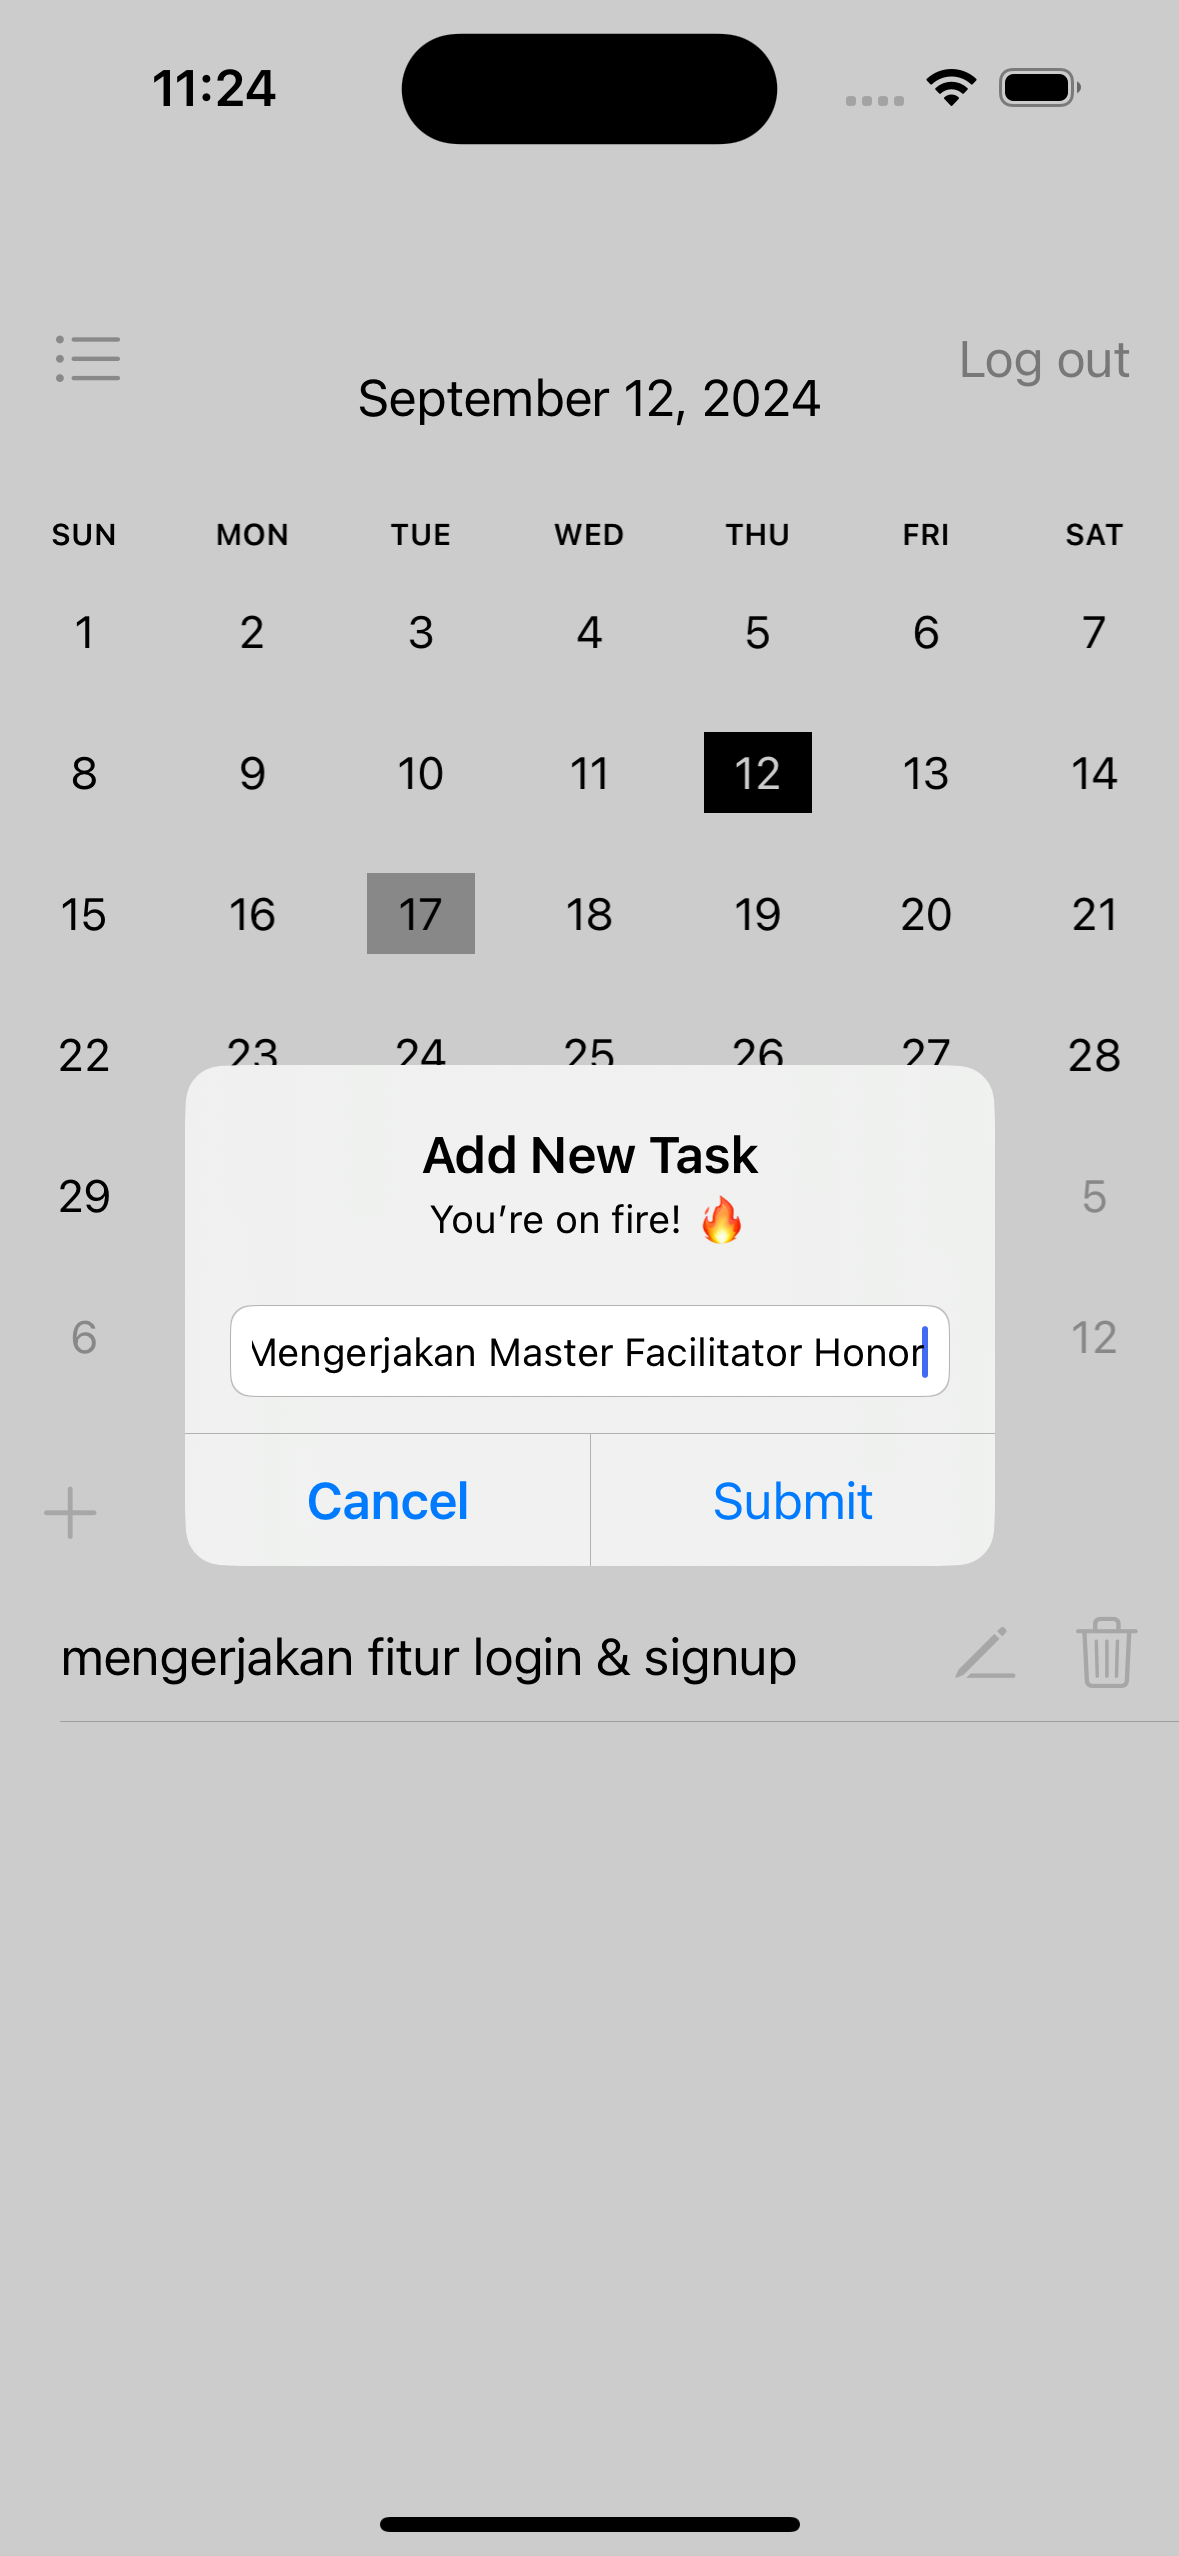 11:24
Log out
September 12, 2024
SUN MON TUE WED THU FRI SAT
1 2 3 4 5 6 7
8 9 10 11 12 13 14
15 16 17 18 19 20 21
22 23 24 25 26 27 28
29 5
6 12
Add New Task
You’re on fire! 🔥
Mengerjakan Master Facilitator Honor
Cancel Submit
mengerjakan fitur login & signup